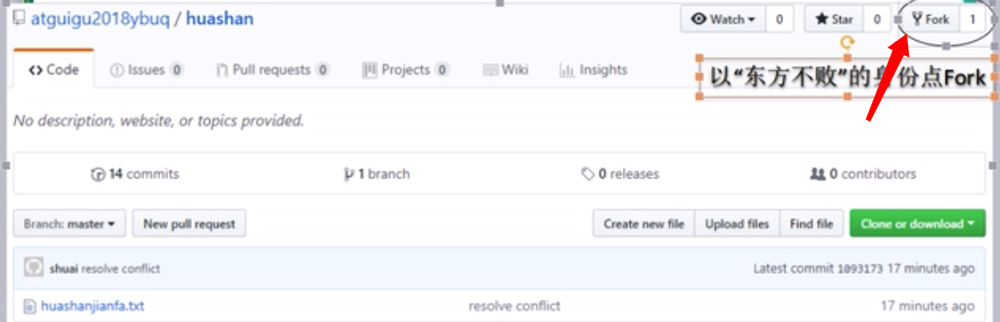 atguigu2018ybuq / huashan
Watch 0 Star 0 Fork 1
Code Issues 0 Pull requests 0 Projects 0 Wiki Insights
以“东方不败”的身份点Fork
No description, website, or topics provided.
14 commits 1 branch 0 releases 0 contributors
Branch: master New pull request Create new file Upload files Find file Clone or download
shuai resolve conflict Latest commit 1093173 17 minutes ago
huashanjianfa.txt resolve conflict 17 minutes ago